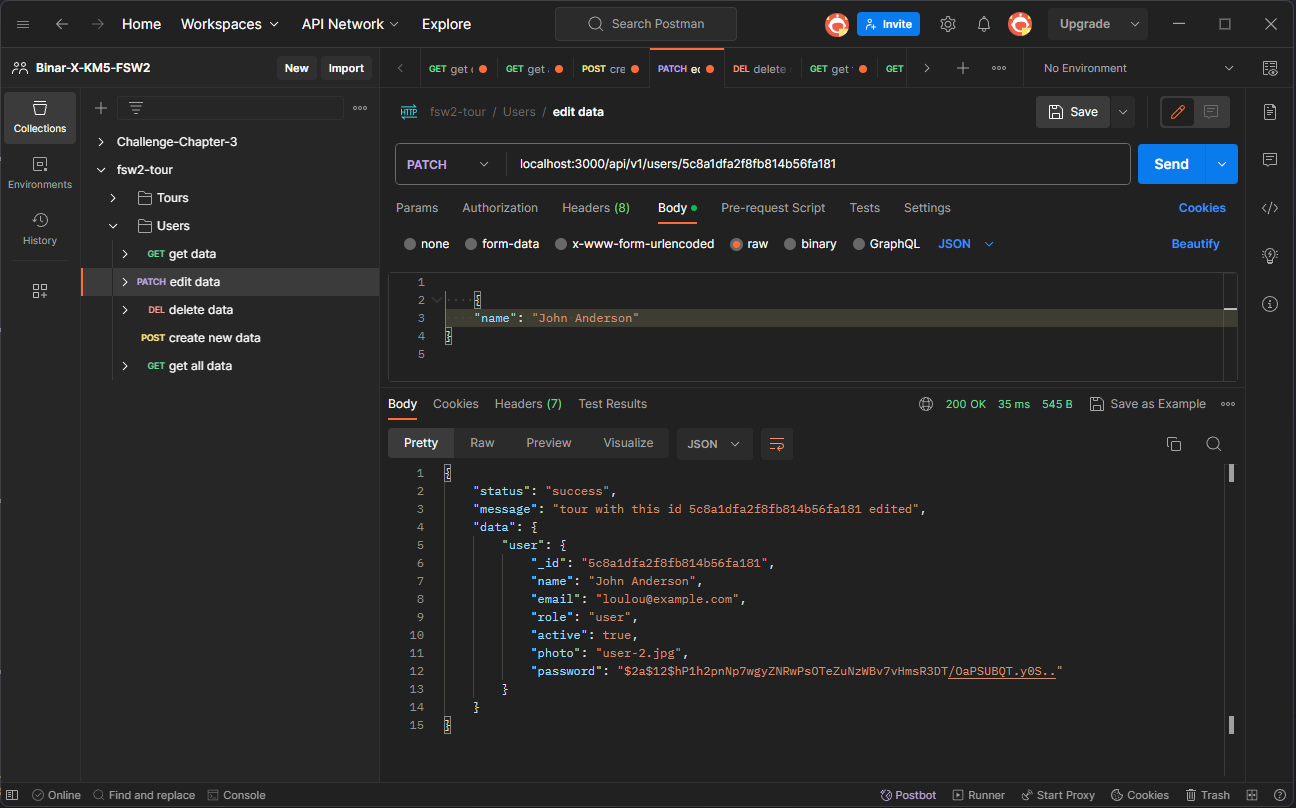 Home Workspaces API Network Explore Search Postman Invite Upgrade
Binar-X-KM5-FSW2 New Import
GET get POST cre PATCH DEL delete GET get GET No Environment
Collections
Environments
History
Challenge-Chapter-3
fsw2-tour
Tours
Users
GET get data
PATCH edit data
DEL delete data
POST create new data
GET get all data
HTTP fsw2-tour / Users / edit data Save
PATCH localhost:3000/api/v1/users/5c8a1dfa2f8fb814b56fa181 Send
Params Authorization Headers (8) Body Pre-request Script Tests Settings Cookies
none form-data x-www-form-urlencoded raw binary GraphQL JSON Beautify
1
2 {
3 "name": "John Anderson"
4 }
5
Body Cookies Headers (7) Test Results 200 OK 35 ms 545 B Save as Example
Pretty Raw Preview Visualize JSON
1 {
2 "status": "success",
3 "message": "tour with this id 5c8a1dfa2f8fb814b56fa181 edited",
4 "data": {
5 "user": {
6 "_id": "5c8a1dfa2f8fb814b56fa181",
7 "name": "John Anderson",
8 "email": "loulou@example.com",
9 "role": "user",
10 "active": true,
11 "photo": "user-2.jpg",
12 "password": "$2a$12$hP1h2pnNp7wgyZNRwPsOTeZuNzWBv7vHmsR3DT/OaPSUBQT.y0S.."
13 }
14 }
15 }
Online Find and replace Console Postbot Runner Start Proxy Cookies Trash